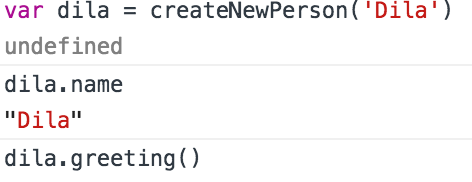 var dila = createNewPerson('Dila')
undefined
dila.name
"Dila"
dila.greeting()